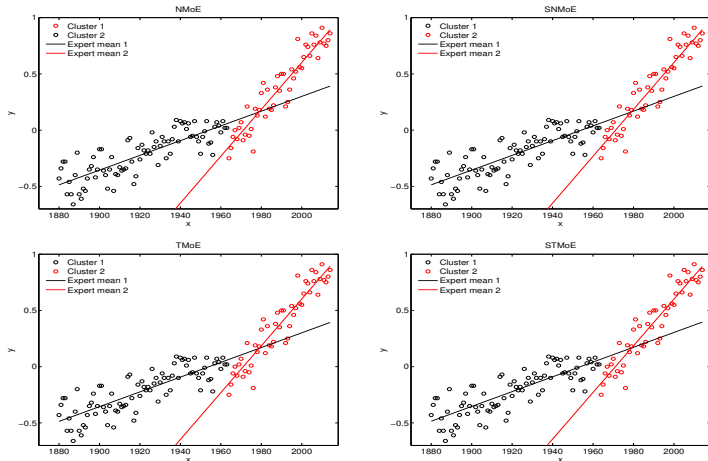 NMoE
1
0.5
0
−0.5
y
Cluster 1
Cluster 2
Expert mean 1
Expert mean 2
1880 1900 1920 1940 1960 1980 2000
x
SNMoE
1
0.5
0
−0.5
y
Cluster 1
Cluster 2
Expert mean 1
Expert mean 2
1880 1900 1920 1940 1960 1980 2000
x
TMoE
1
0.5
0
−0.5
y
Cluster 1
Cluster 2
Expert mean 1
Expert mean 2
1880 1900 1920 1940 1960 1980 2000
x
STMoE
1
0.5
0
−0.5
y
Cluster 1
Cluster 2
Expert mean 1
Expert mean 2
1880 1900 1920 1940 1960 1980 2000
x